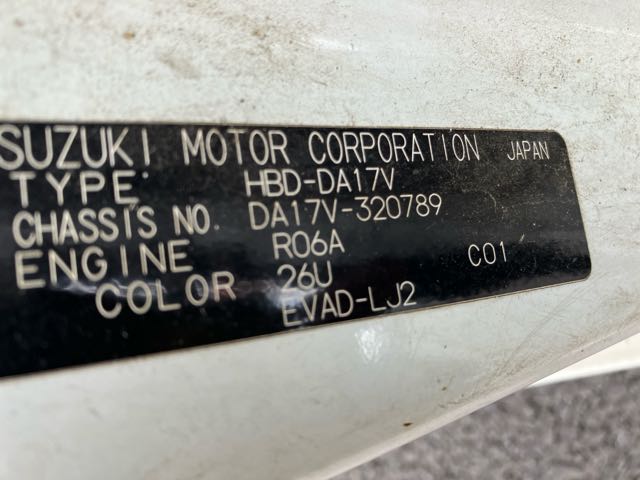 SUZUKI MOTOR CORPORATION JAPAN
TYPE: HBD-DA17V
CHASSIS NO. DA17V-320789
ENGINE R06A C01
COLOR 26U
EVAD-LJ2